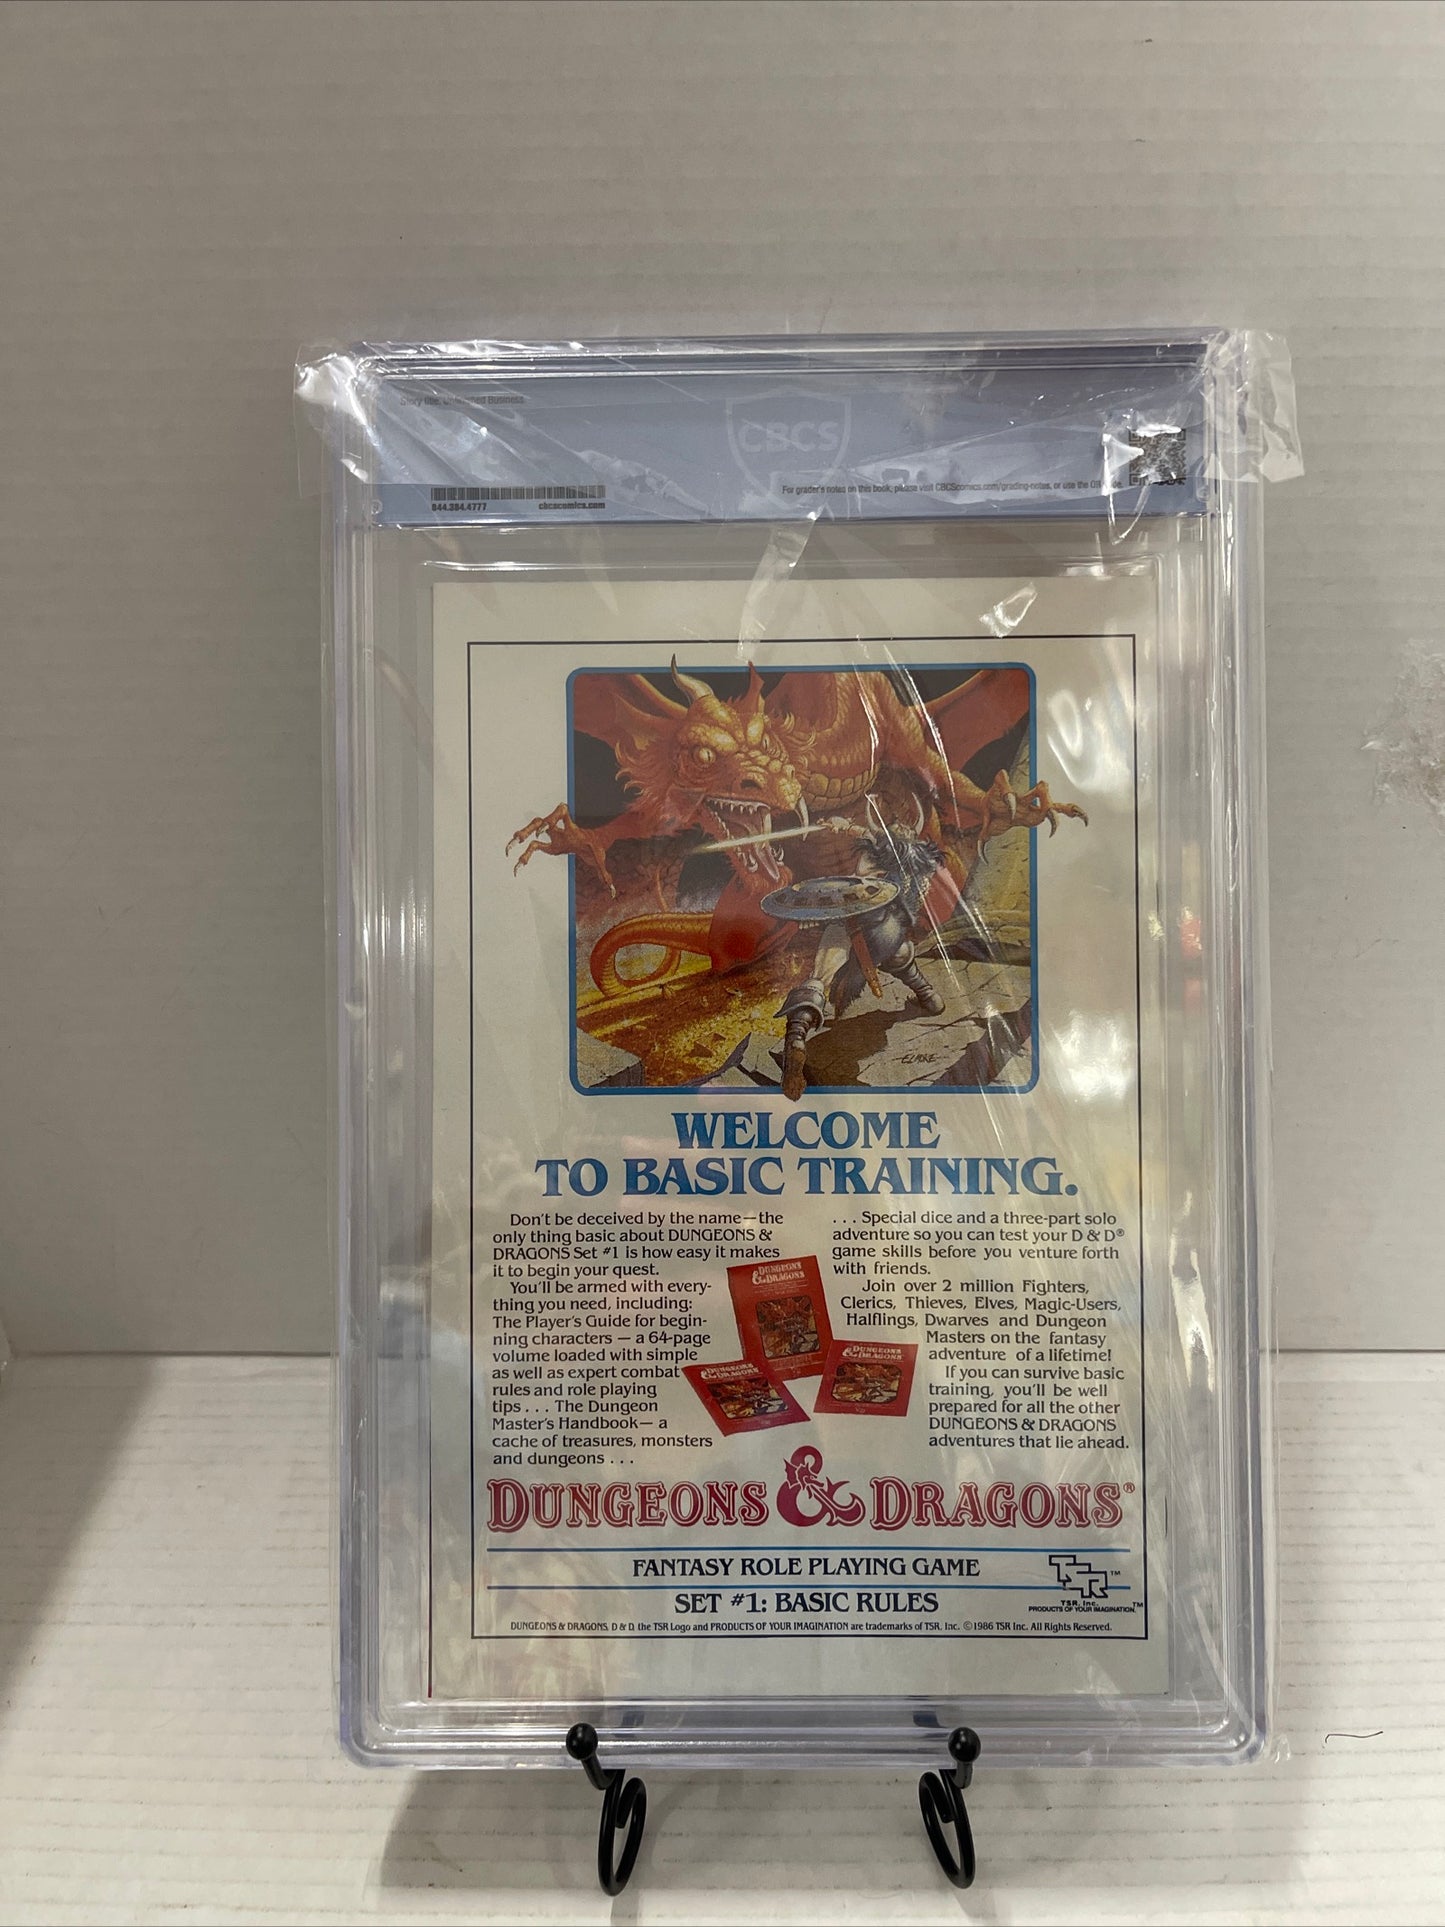 Story title: Unfinished Business
CBCS
For grader's notes on this book, please visit CBCScomics.com/grading-notes, or use the QR code.
844.384.4777 cbcscomics.com
ELMORE
WELCOME
TO BASIC TRAINING.
Don't be deceived by the name—the
only thing basic about DUNGEONS &
DRAGONS Set #1 is how easy it makes
it to begin your quest.
You'll be armed with every-
thing you need, including:
The Player's Guide for begin-
ning characters — a 64-page
volume loaded with simple
as well as expert combat
rules and role playing
tips . . . The Dungeon
Master's Handbook— a
cache of treasures, monsters
and dungeons . . .
. . . Special dice and a three-part solo
adventure so you can test your D & D®
game skills before you venture forth
with friends.
Join over 2 million Fighters,
Clerics, Thieves, Elves, Magic-Users,
Halflings, Dwarves and Dungeon
Masters on the fantasy
adventure of a lifetime!
If you can survive basic
training, you'll be well
prepared for all the other
DUNGEONS & DRAGONS
adventures that lie ahead.
DUNGEONS & DRAGONS
DUNGEONS & DRAGONS
DUNGEONS & DRAGONS
DUNGEONS & DRAGONS®
FANTASY ROLE PLAYING GAME
SET #1: BASIC RULES
TSR™
TSR, Inc.
PRODUCTS OF YOUR IMAGINATION™
DUNGEONS & DRAGONS, D & D, the TSR Logo and PRODUCTS OF YOUR IMAGINATION are trademarks of TSR, Inc. ©1986 TSR Inc. All Rights Reserved.